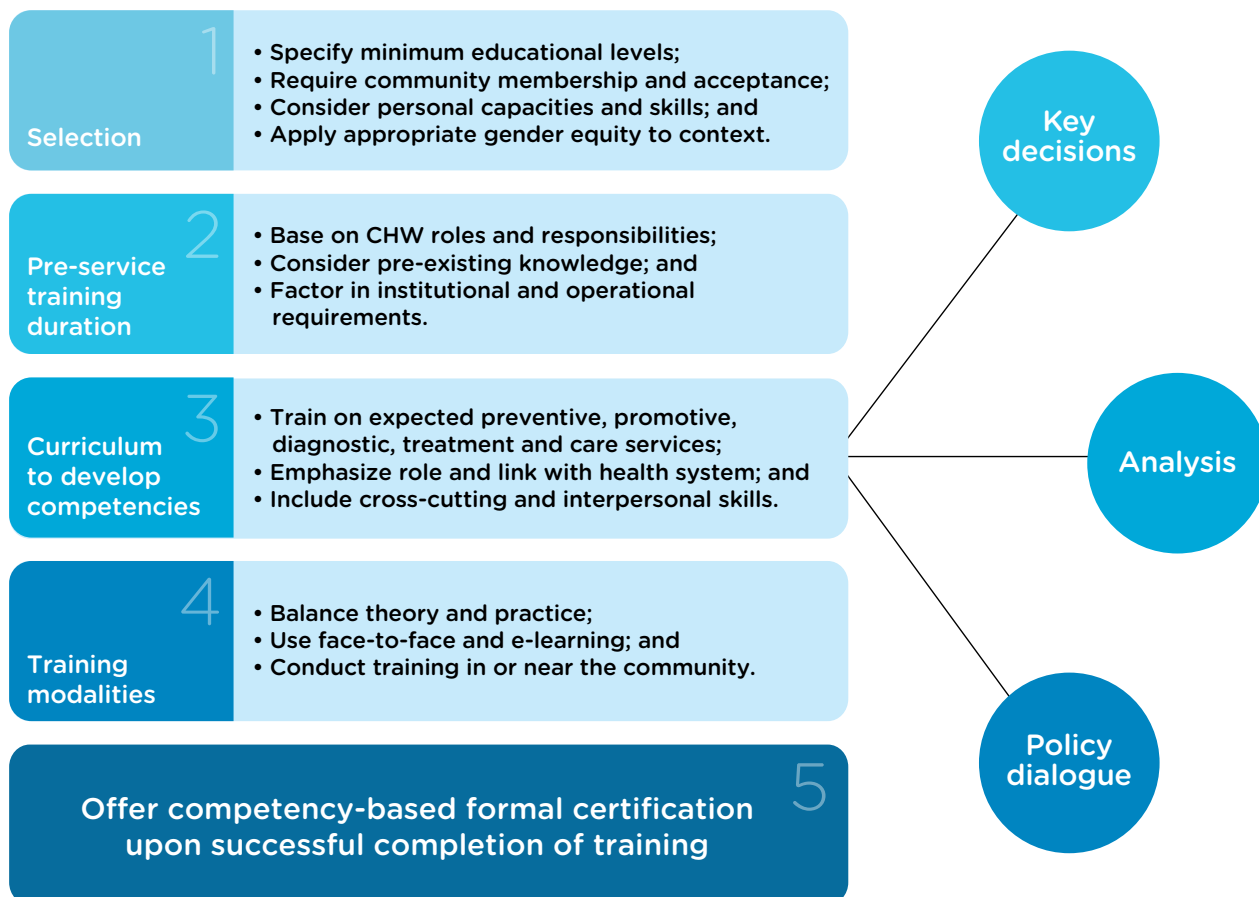 1
Selection
• Specify minimum educational levels;
• Require community membership and acceptance;
• Consider personal capacities and skills; and
• Apply appropriate gender equity to context.
2
Pre-service
training
duration
• Base on CHW roles and responsibilities;
• Consider pre-existing knowledge; and
• Factor in institutional and operational
requirements.
3
Curriculum
to develop
competencies
• Train on expected preventive, promotive,
diagnostic, treatment and care services;
• Emphasize role and link with health system; and
• Include cross-cutting and interpersonal skills.
4
Training
modalities
• Balance theory and practice;
• Use face-to-face and e-learning; and
• Conduct training in or near the community.
5
Offer competency-based formal certification
upon successful completion of training
Key
decisions
Analysis
Policy
dialogue